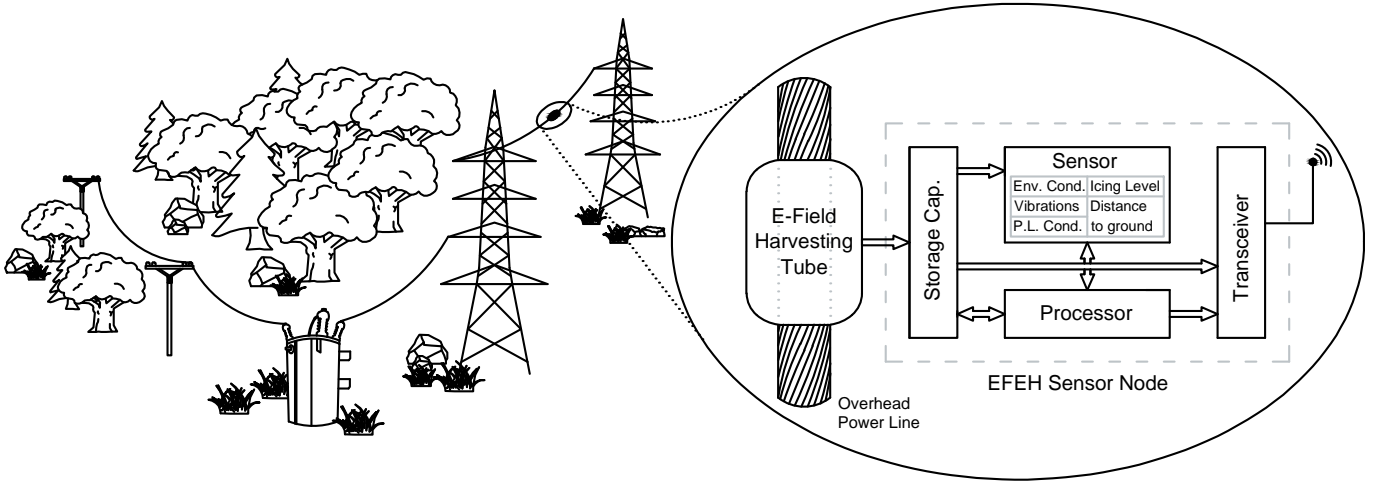 E-Field
Harvesting
Tube
Overhead
Power Line
Storage Cap.
Sensor
Env. Cond. Icing Level
Vibrations Distance
P.L. Cond. to ground
Processor
Transceiver
EFEH Sensor Node